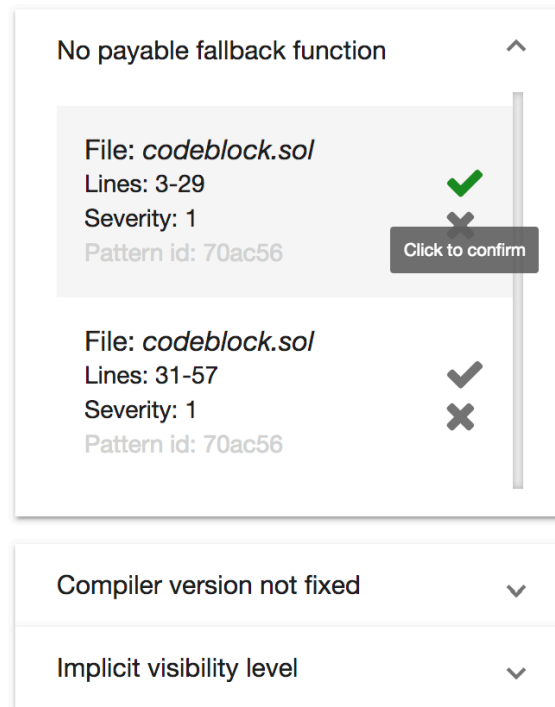 No payable fallback function
File: codeblock.sol
Lines: 3-29
Severity: 1
Pattern id: 70ac56
Click to confirm
File: codeblock.sol
Lines: 31-57
Severity: 1
Pattern id: 70ac56
Compiler version not fixed
Implicit visibility level